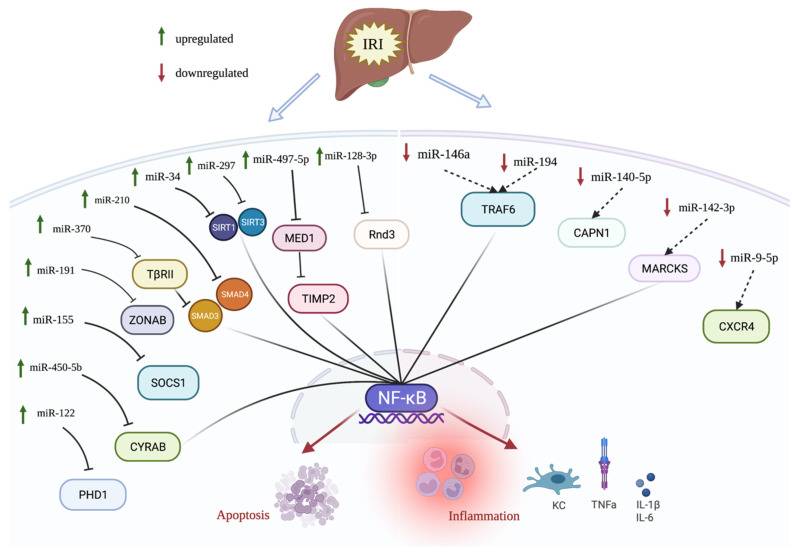 IRI
upregulated
downregulated
miR-497-5p
miR-128-3p
miR-146a
miR-297
miR-194
miR-34
miR-140-5p
miR-210
miR-142-3p
miR-370
SIRT1
SIRT3
MED1
Rnd3
TRAF6
CAPN1
miR-191
TβRII
MARCKS
miR-9-5p
SMAD4
TIMP2
SMAD3
ZONAB
miR-155
CXCR4
SOCS1
miR-450-5b
NF-κB
miR-122
CYRAB
PHD1
Apoptosis
Inflammation
KC
TNFa
IL-1β
IL-6